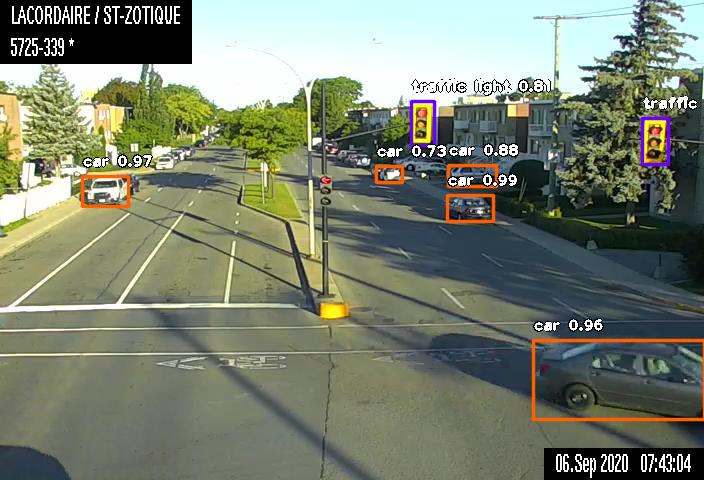 LACORDAIRE / ST-ZOTIQUE
5725-339 *
traffic light 0.81
traffic
car 0.73
car 0.88
car 0.97
car 0.99
car 0.96
06.Sep 2020 07:43:04